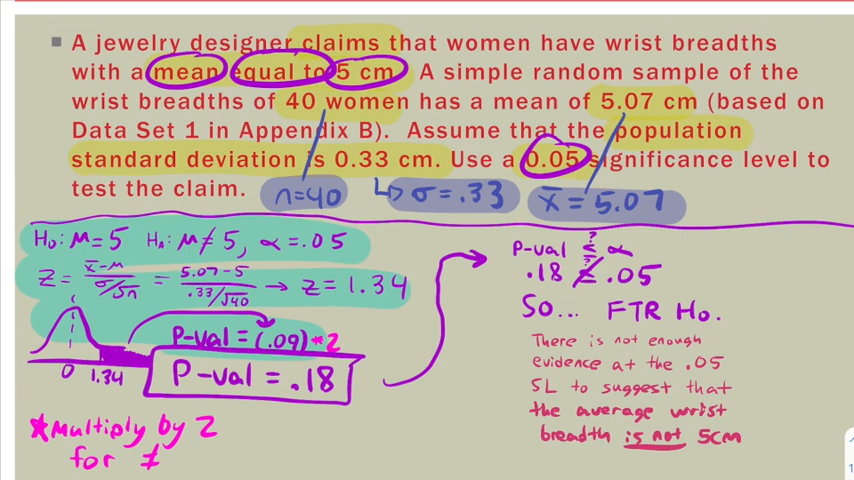 A jewelry designer claims that women have wrist breadths
with a mean equal to 5 cm. A simple random sample of the
wrist breadths of 40 women has a mean of 5.07 cm (based on
Data Set 1 in Appendix B). Assume that the population
standard deviation is 0.33 cm. Use a 0.05 significance level to
test the claim.
n=40 ↳ σ=.33 x̄=5.07
H₀: M=5 Hₐ: M≠5, α=.05
Z= x̄-μ / σ/√n = 5.07-5 / .33/√40 → Z=1.34
P-val = (.09)*2
0 1.34
P-val = .18
*Multiply by 2
for ≠
P-val ≤? α
.18 ≰ .05
SO... FTR H₀.
There is not enough
evidence at the .05
SL to suggest that
the average wrist
breadth is not 5cm
1